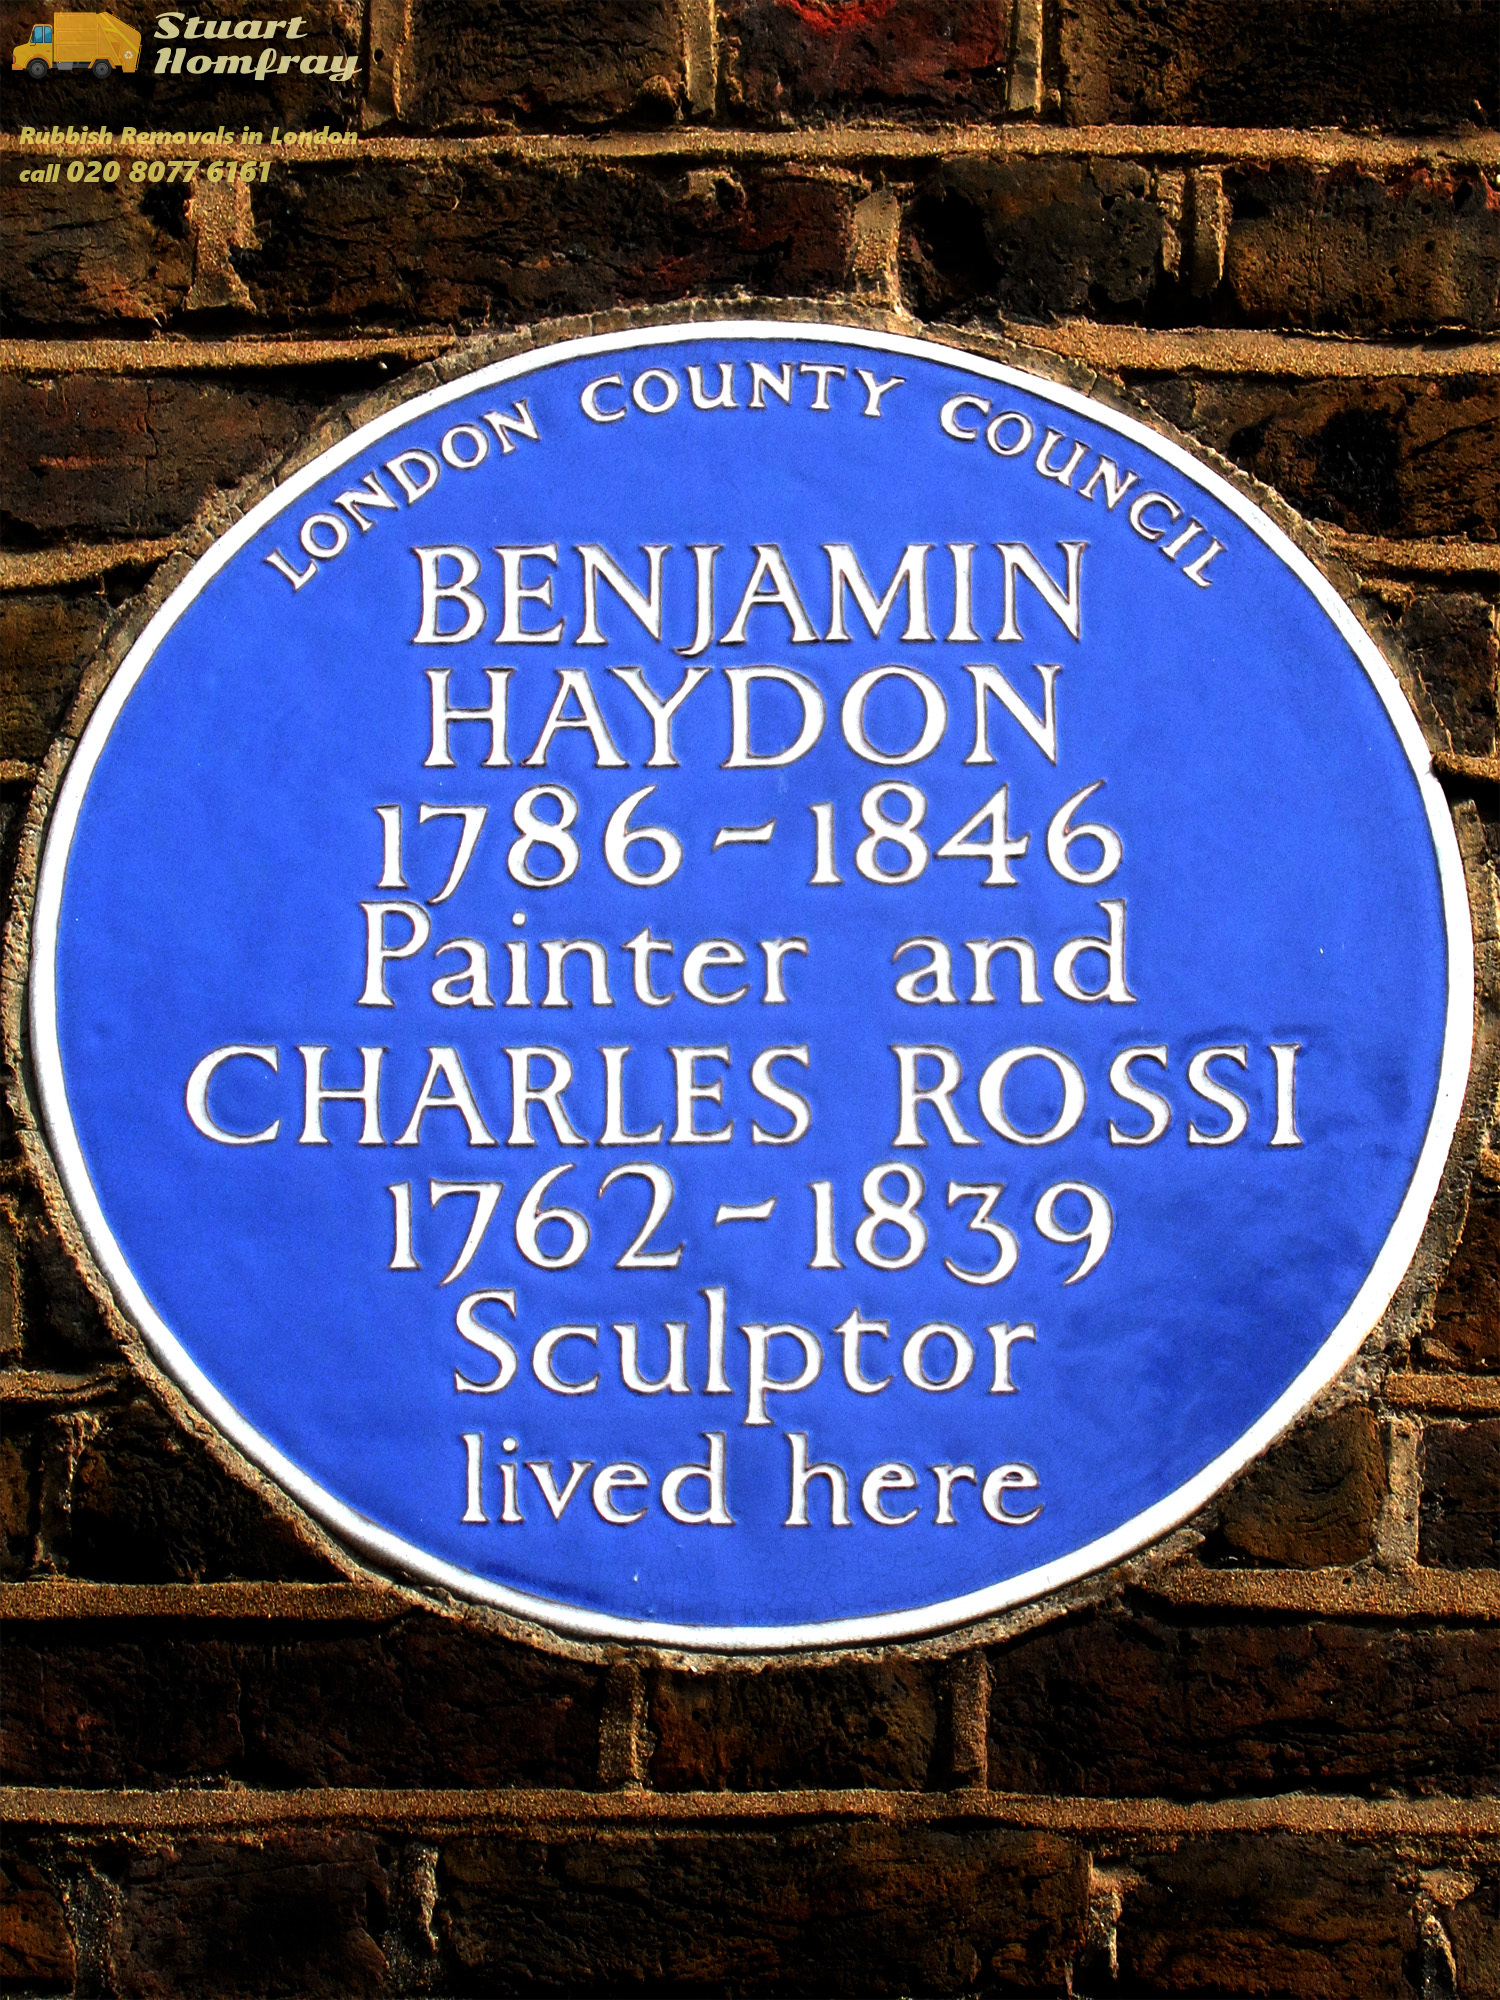 Stuart
Homfray
Rubbish Removals in London
call 020 8077 6161
LONDON COUNTY COUNCIL
BENJAMIN
HAYDON
1786-1846
Painter and
CHARLES ROSSI
1762-1839
Sculptor
lived here